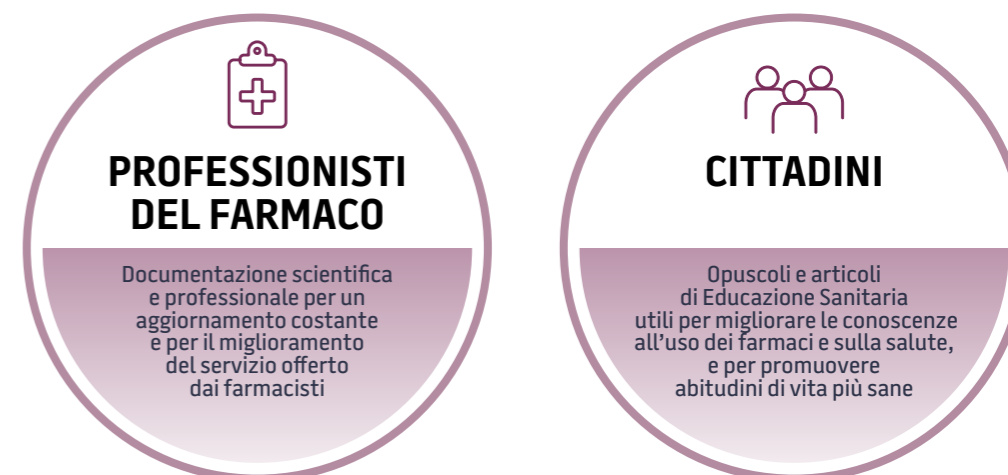 PROFESSIONISTI
DEL FARMACO
Documentazione scientifica
e professionale per un
aggiornamento costante
e per il miglioramento
del servizio offerto
dai farmacisti
CITTADINI
Opuscoli e articoli
di Educazione Sanitaria
utili per migliorare le conoscenze
all’uso dei farmaci e sulla salute,
e per promuovere
abitudini di vita più sane